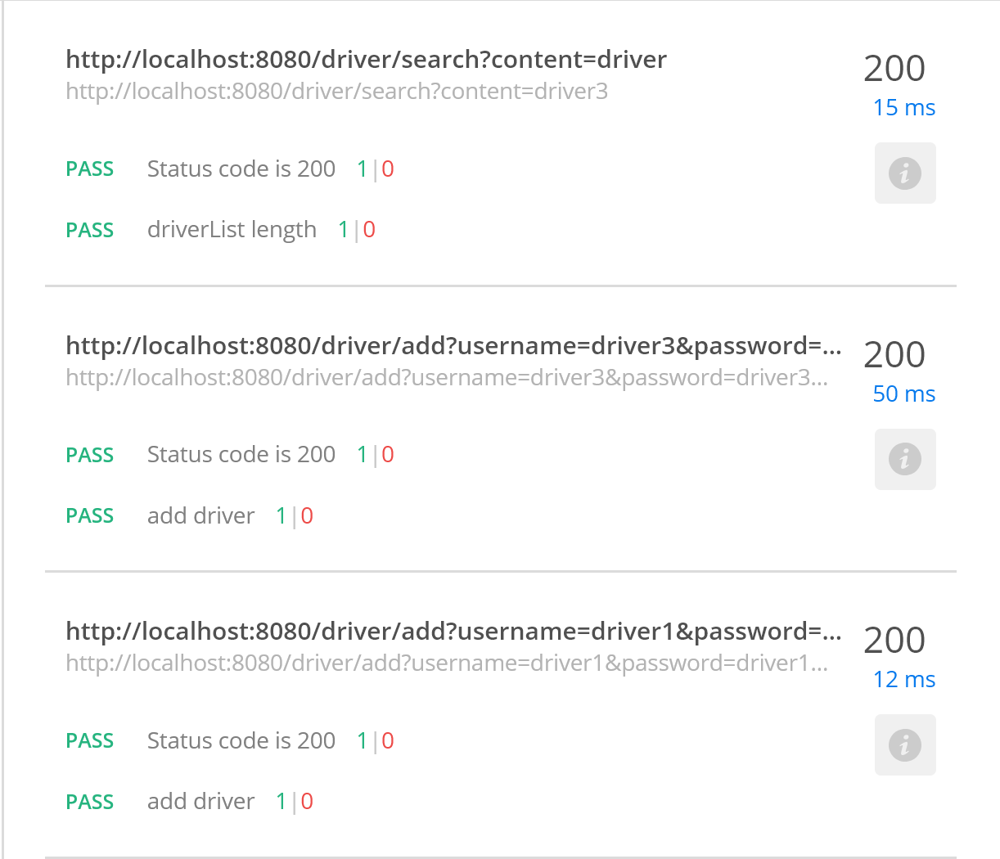 http://localhost:8080/driver/search?content=driver
http://localhost:8080/driver/search?content=driver3
200
15 ms
PASS Status code is 200 1|0
PASS driverList length 1|0
http://localhost:8080/driver/add?username=driver3&password=...
http://localhost:8080/driver/add?username=driver3&password=driver3...
200
50 ms
PASS Status code is 200 1|0
PASS add driver 1|0
http://localhost:8080/driver/add?username=driver1&password=...
http://localhost:8080/driver/add?username=driver1&password=driver1...
200
12 ms
PASS Status code is 200 1|0
PASS add driver 1|0